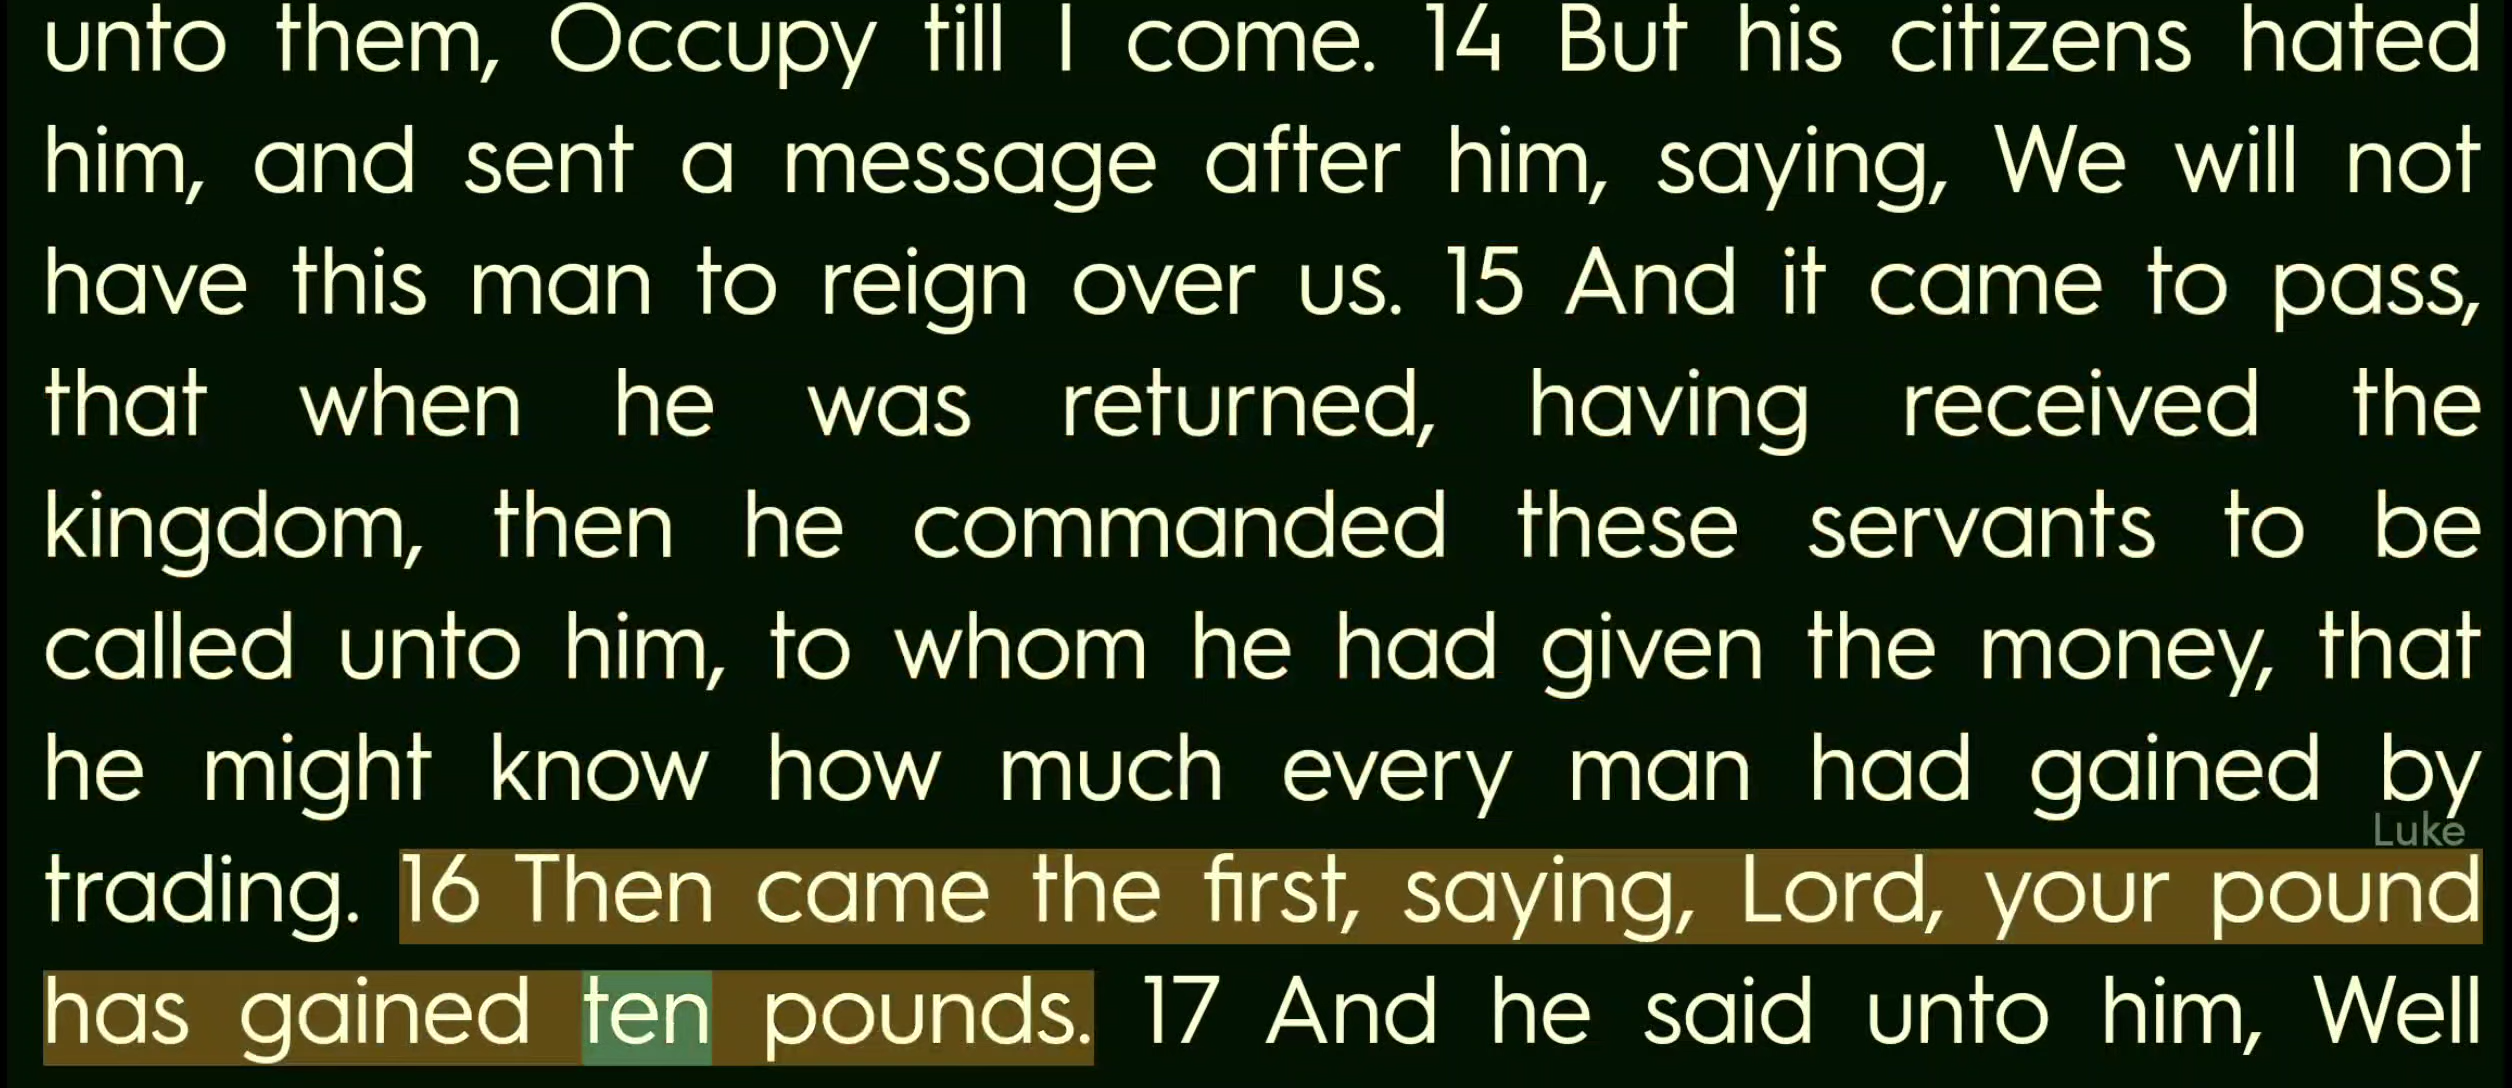 unto them, Occupy till I come. 14 But his citizens hated
him, and sent a message after him, saying, We will not
have this man to reign over us. 15 And it came to pass,
that when he was returned, having received the
kingdom, then he commanded these servants to be
called unto him, to whom he had given the money, that
he might know how much every man had gained by
Luke
trading. 16 Then came the first, saying, Lord, your pound
has gained ten pounds. 17 And he said unto him, Well